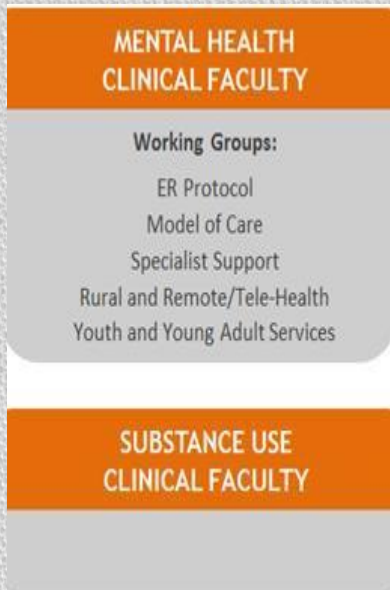 MENTAL HEALTH
CLINICAL FACULTY
Working Groups:
ER Protocol
Model of Care
Specialist Support
Rural and Remote/Tele-Health
Youth and Young Adult Services
SUBSTANCE USE
CLINICAL FACULTY